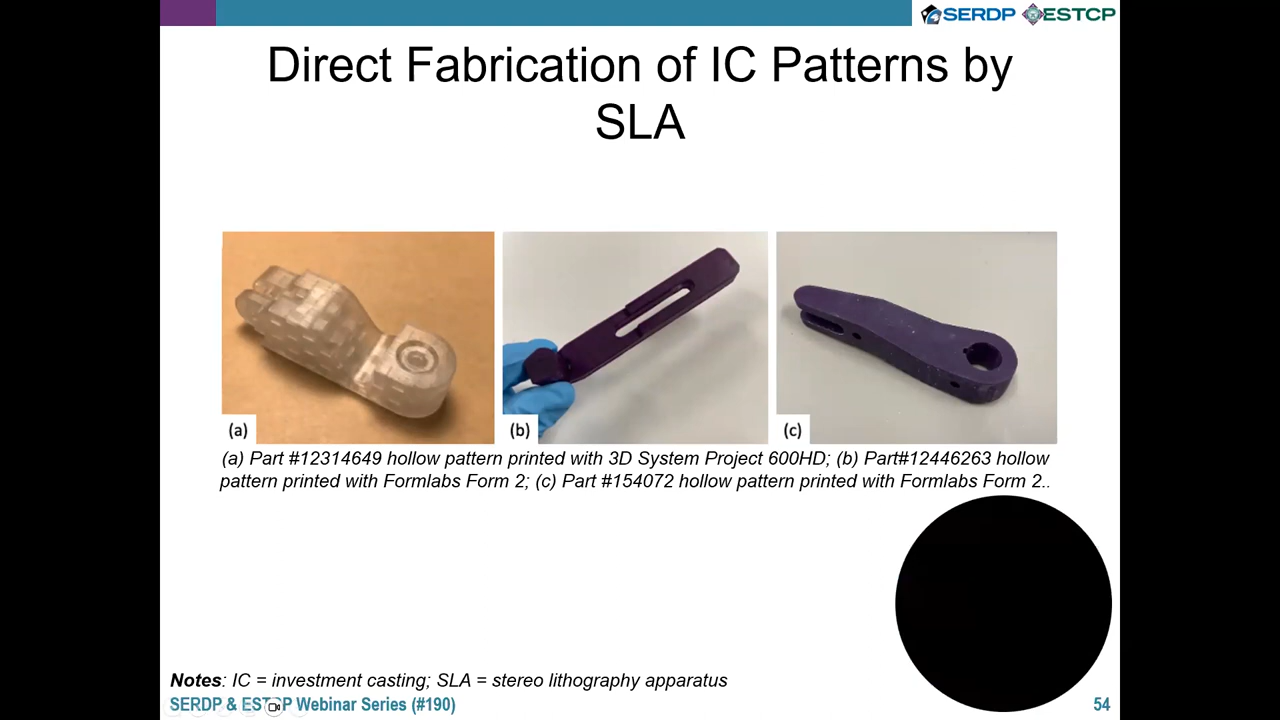 SERDP ESTCP
Direct Fabrication of IC Patterns by
SLA
(a)
(b)
(c)
(a) Part #12314649 hollow pattern printed with 3D System Project 600HD; (b) Part#12446263 hollow
pattern printed with Formlabs Form 2; (c) Part #154072 hollow pattern printed with Formlabs Form 2..
Notes: IC = investment casting; SLA = stereo lithography apparatus
SERDP & ESTCP Webinar Series (#190)
54